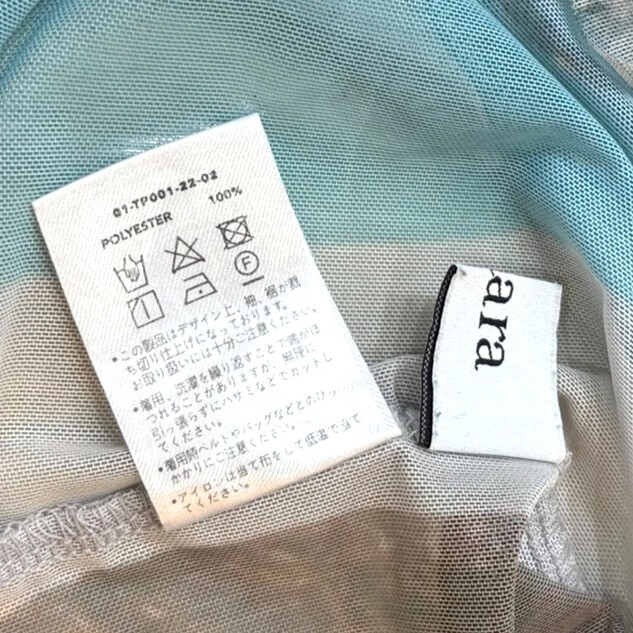 01-TP001-22-02
POLYESTER 100%
F
•この製品はデザイン上、袖、裾が裁
ち切り仕上げになっております。
お取り扱いには十分ご注意ください。
•着用、洗濯を繰り返すことで底がほ
つれることがありますが、無理に
引っ張らずにハサミなどでカットし
てください。
•着用時ベルトやバッグなどとのひっ
かかりにご注意ください。
•アイロンは当て布をして低温で当て
てください。
ara